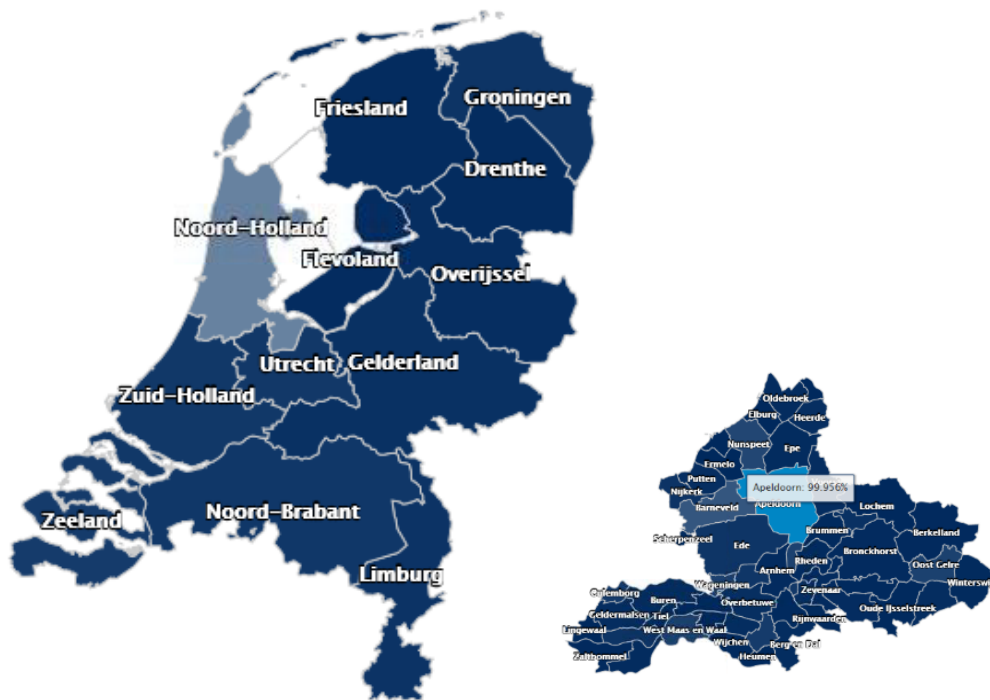 Friesland
Groningen
Drenthe
Noord-Holland
Flevoland
Overijssel
Utrecht
Gelderland
Zuid-Holland
Zeeland
Noord-Brabant
Limburg
Oldebroek
Elburg
Heerde
Nunspeet
Epe
Ermelo
Putten
Nijkerk
Apeldoorn: 99.956%
Barneveld
Apeldoorn
Lochem
Brummen
Berkelland
Scherpenzeel
Ede
Bronckhorst
Rheden
Oost Gelre
Arnhem
Winterswi
Wageningen
Zevenaar
Culemborg
Buren
Overbetuwe
Oude IJsselstreek
Geldermalsen
Tiel
Rijnwaarden
Lingewaal
West Maas en Waal
Wijchen
Berg en Dal
Zaltbommel
Heumen